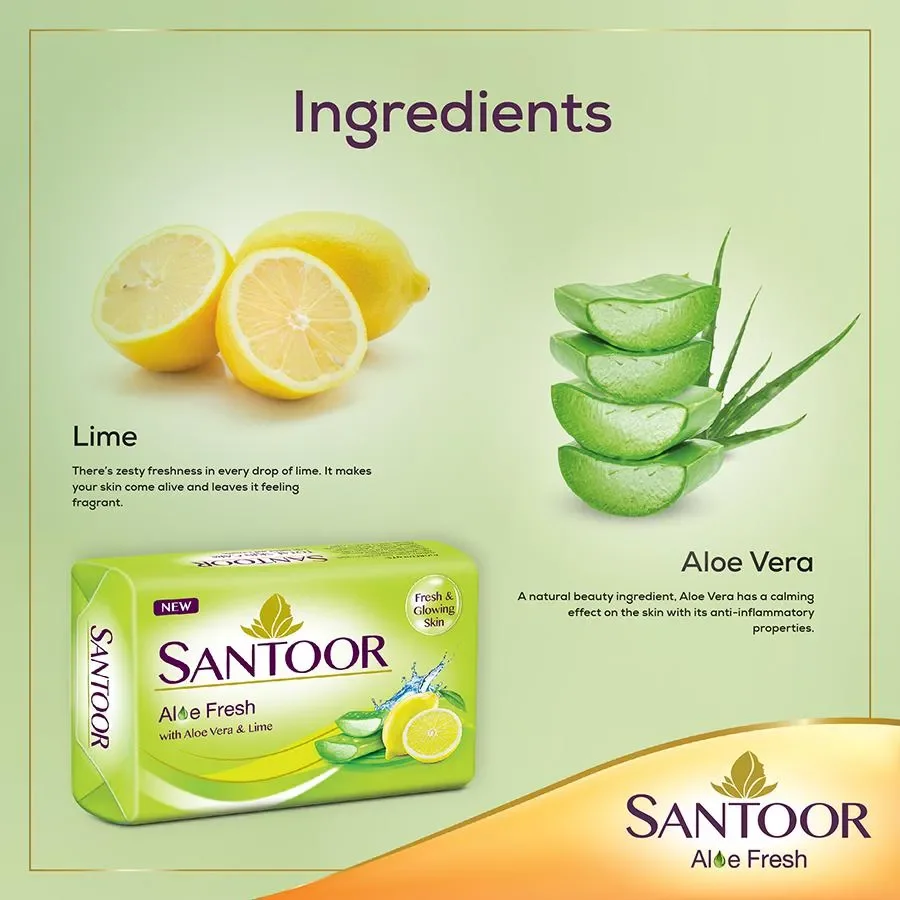 Ingredients
Lime
There's zesty freshness in every drop of lime. It makes
your skin come alive and leaves it feeling
fragrant.
Aloe Vera
A natural beauty ingredient, Aloe Vera has a calming
effect on the skin with its anti-inflammatory
properties.
SANTOOR
NEW
Fresh &
Glowing
Skin
SANTOOR
Aloe Fresh
with Aloe Vera & Lime
SANTOOR
SANTOOR
Aloe Fresh